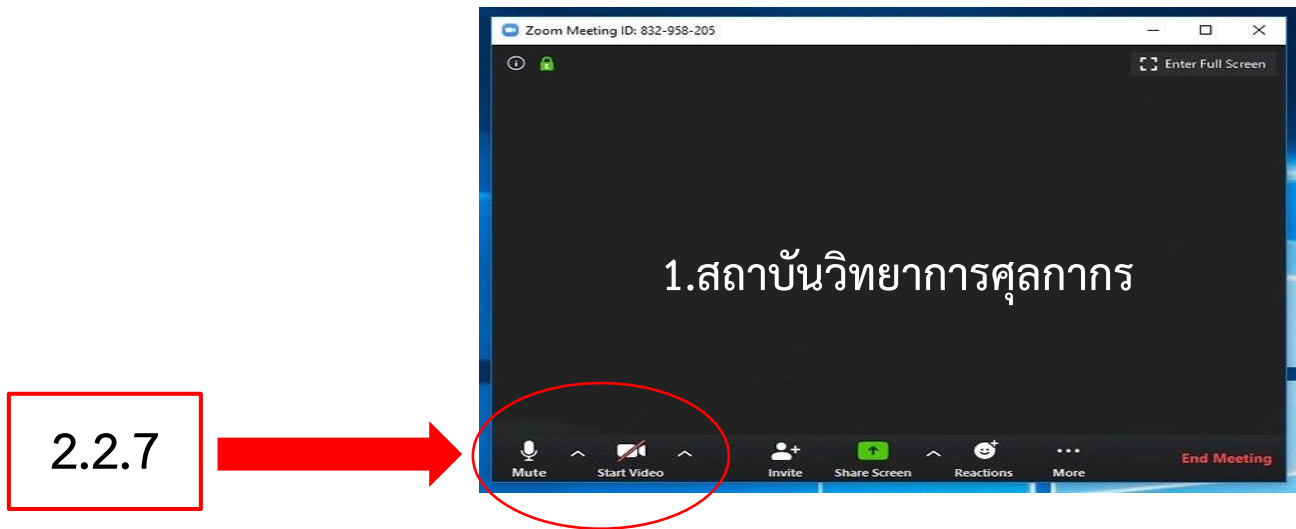 Zoom Meeting ID: 832-958-205
Enter Full Screen
1.สถาบันวิทยาการศุลกากร
2.2.7
Mute
Start Video
Invite
Share Screen
Reactions
More
End Meeting